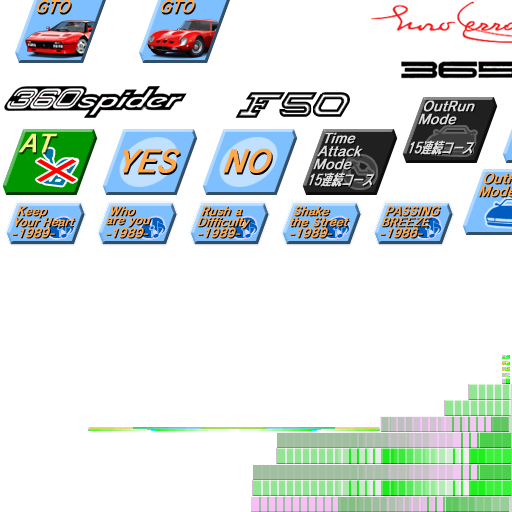 GTO
GTO
365
360spider
F50
OutRun
Mode
15連続コース
AT
YES
NO
Time
Attack
Mode
15連続コース
Keep
Your Heart
-1989-
Who
are you
-1989-
Rush a
Difficulty
-1989-
Shake
the Street
-1989-
PASSING
BREEZE
-1986-
Mode